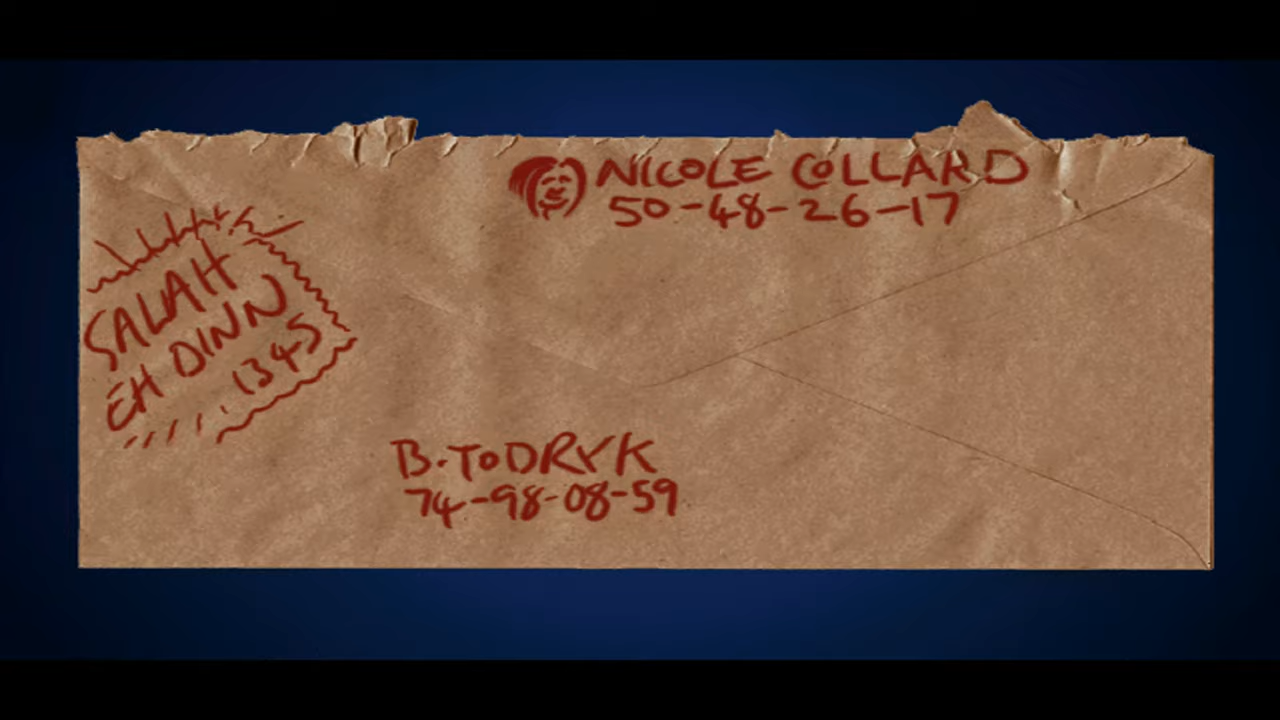 NICOLE COLLARD
50-48-26-17
SALAH
EH DINN
1345
B. TODRYK
74-98-08-59